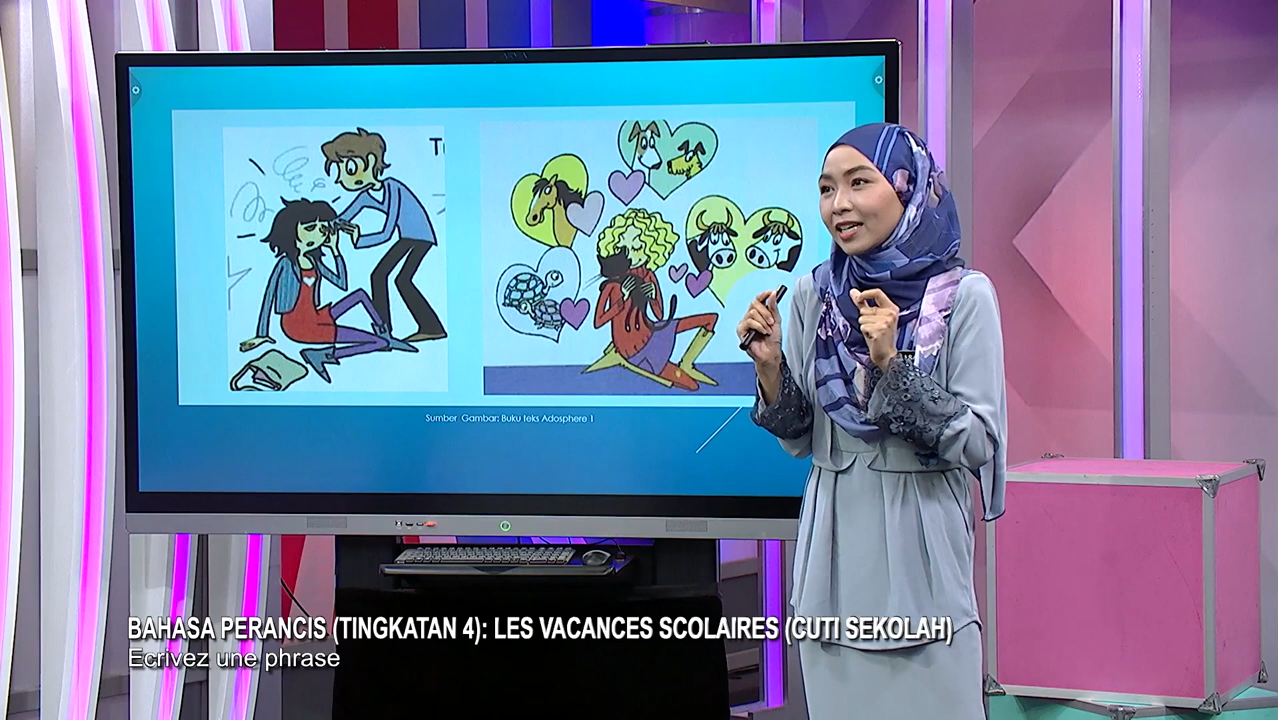 Sumber Gambar: Buku teks Adosphere 1
BAHASA PERANCIS (TINGKATAN 4): LES VACANCES SCOLAIRES (CUTI SEKOLAH)
Ecrivez une phrase